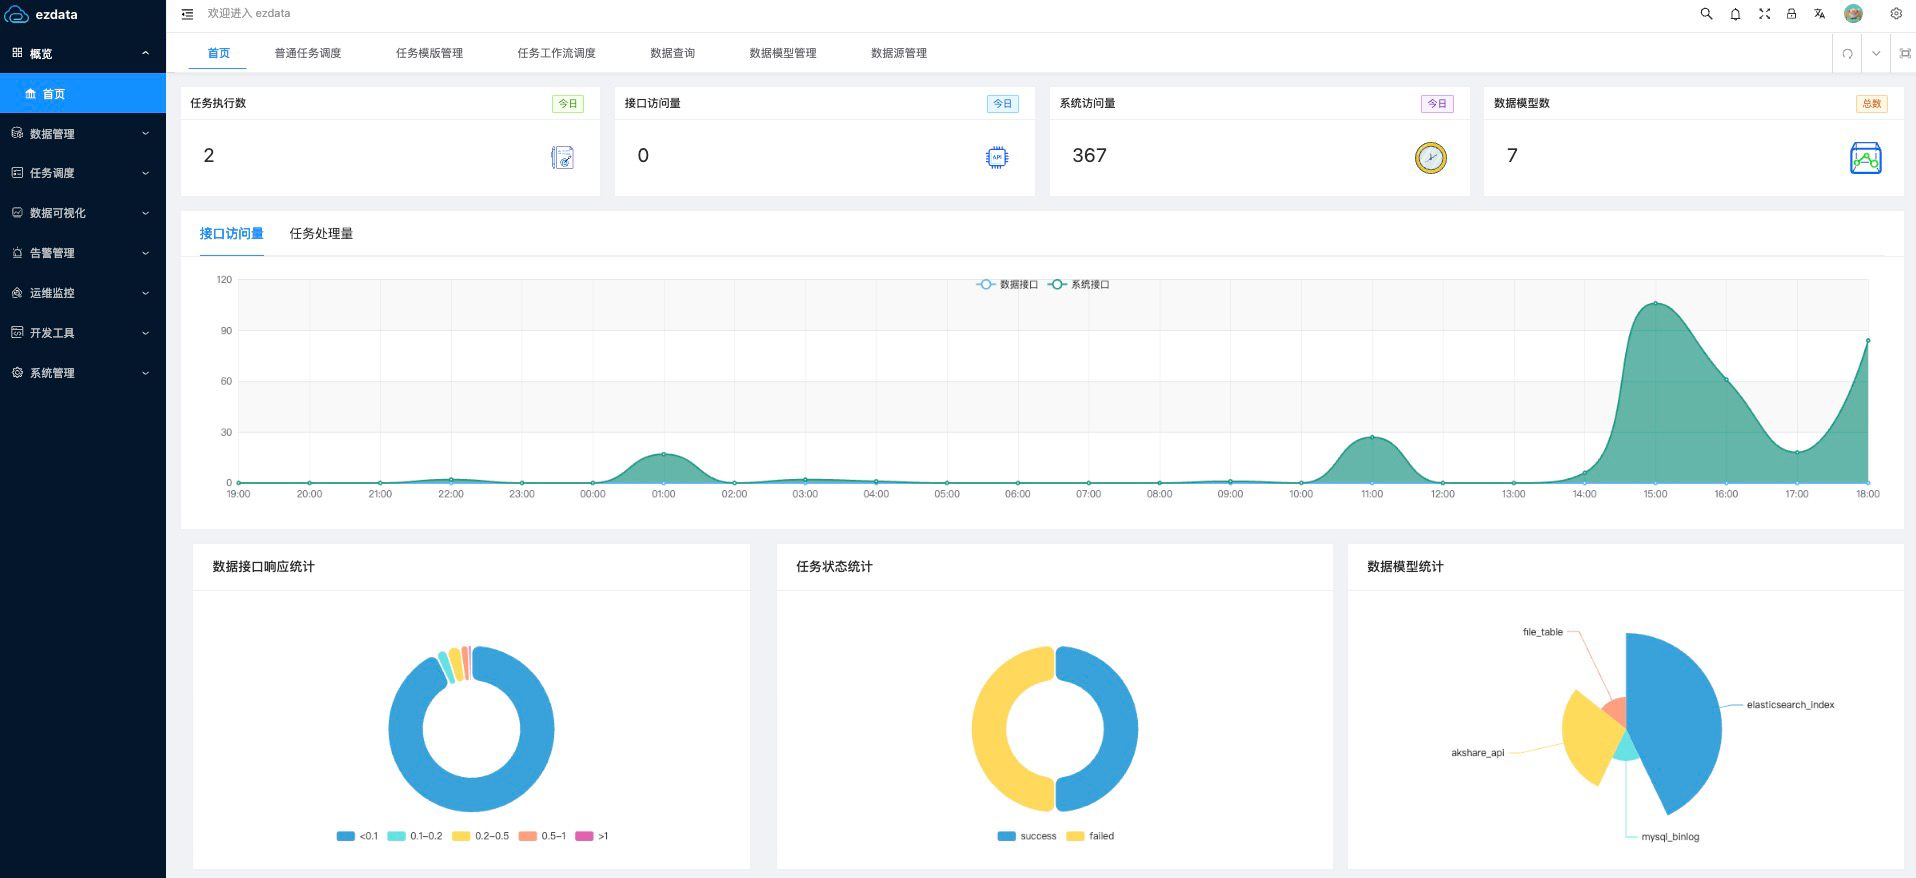 ezdata
欢迎进入 ezdata
概览
首页
数据管理
任务调度
数据可视化
告警管理
运维监控
开发工具
系统管理
首页 普通任务调度 任务模版管理 任务工作流调度 数据查询 数据模型管理 数据源管理
任务执行数 今日
2
接口访问量 今日
0
API
系统访问量 今日
367
数据模型数 总数
7
接口访问量 任务处理量
数据接口 系统接口
120
90
60
30
0
19:00 20:00 21:00 22:00 23:00 00:00 01:00 02:00 03:00 04:00 05:00 06:00 07:00 08:00 09:00 10:00 11:00 12:00 13:00 14:00 15:00 16:00 17:00 18:00
数据接口响应统计
<0.1 0.1-0.2 0.2-0.5 0.5-1 >1
任务状态统计
success failed
数据模型统计
file_table
elasticsearch_index
akshare_api
mysql_binlog